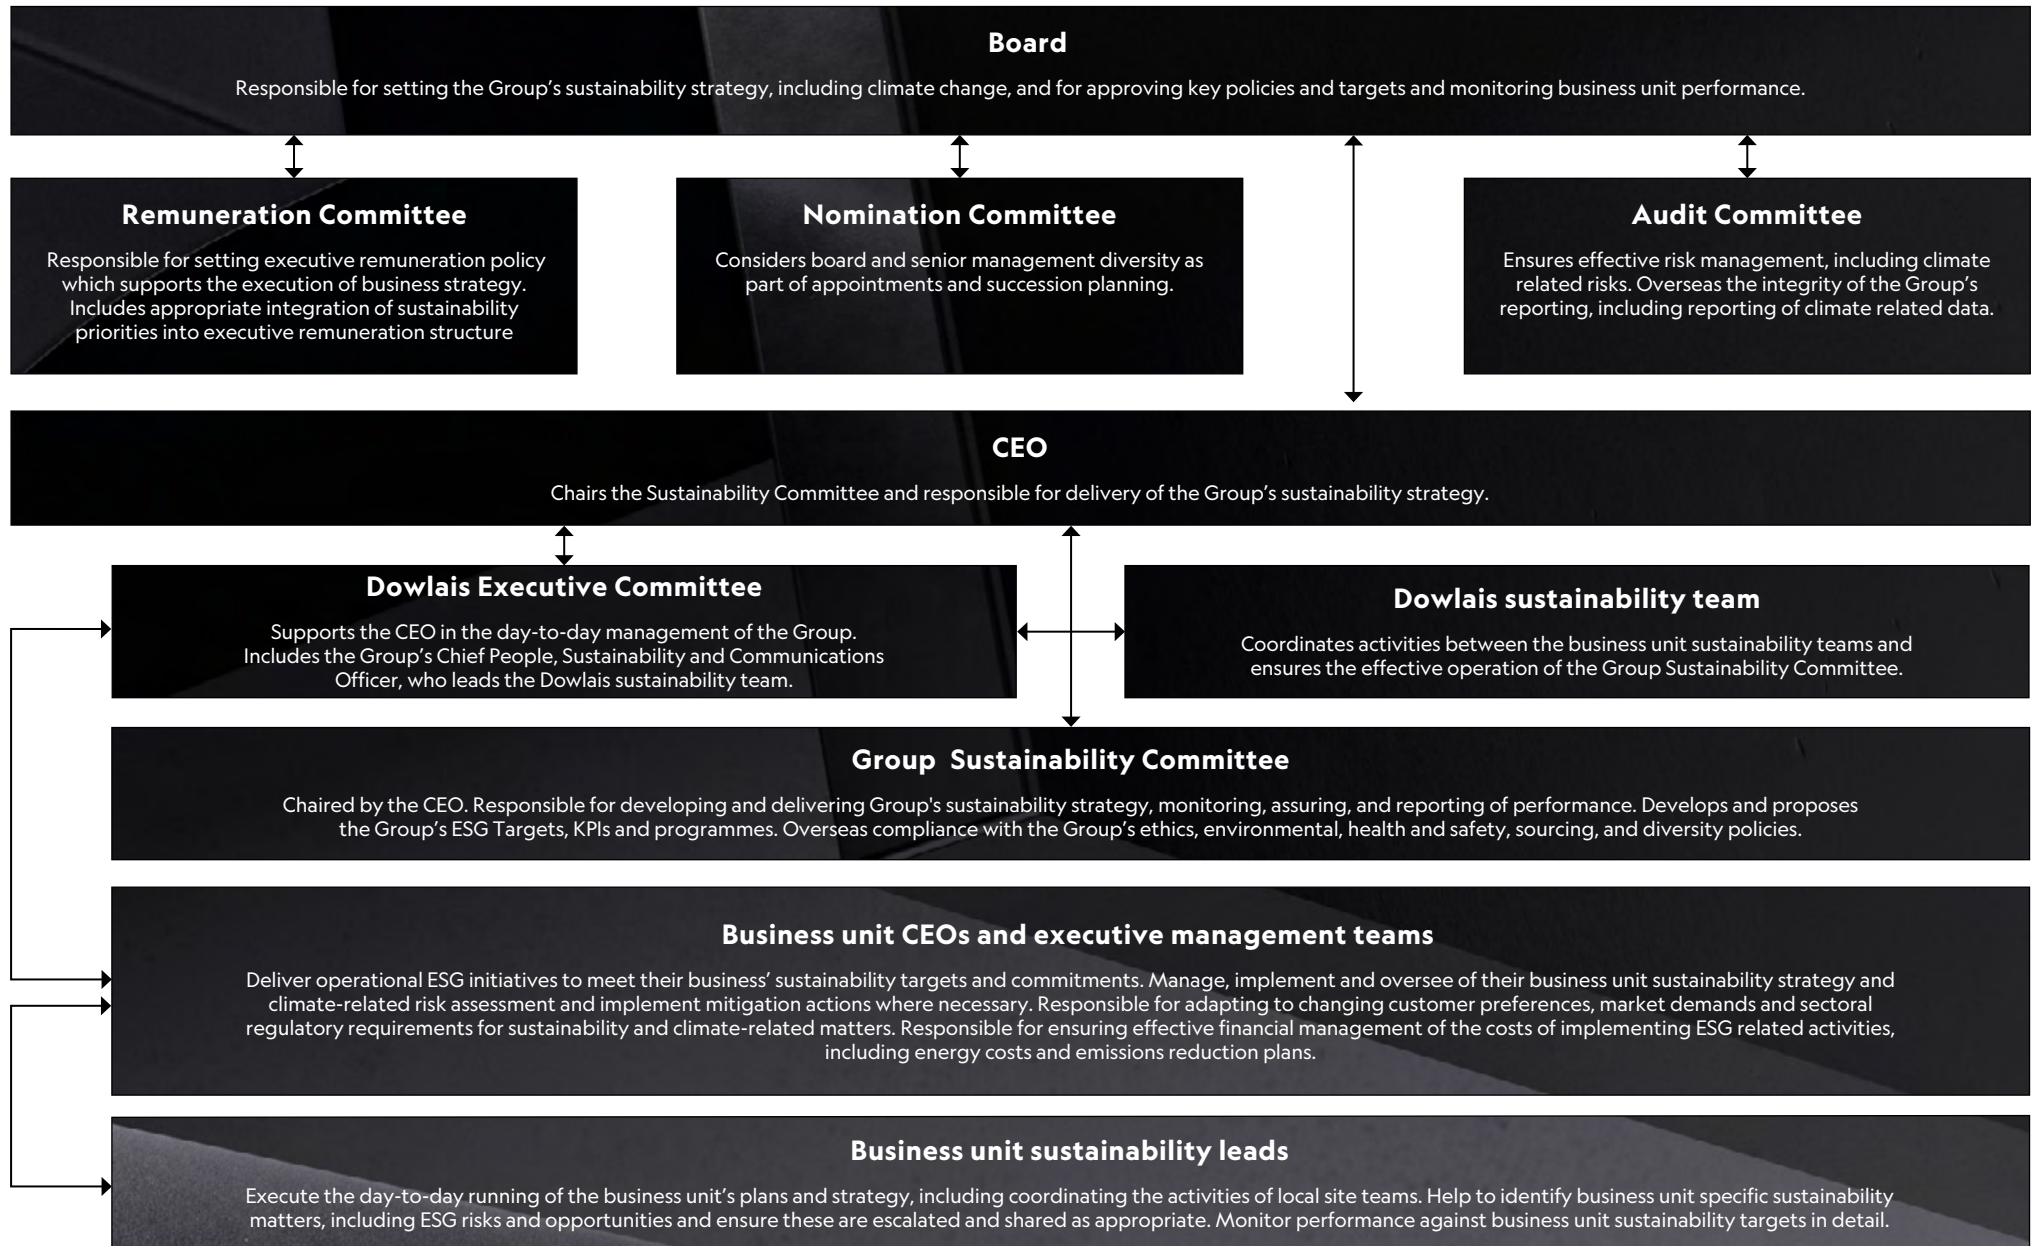 Board
Responsible for setting the Group's sustainability strategy, including climate change, and for approving key policies and targets and monitoring business unit performance.
Remuneration Committee
Responsible for setting executive remuneration policy
which supports the execution of business strategy.
Includes appropriate integration of sustainability
priorities into executive remuneration structure
Nomination Committee
Considers board and senior management diversity as
part of appointments and succession planning.
Audit Committee
Ensures effective risk management, including climate
related risks. Overseas the integrity of the Group's
reporting, including reporting of climate related data.
CEO
Chairs the Sustainability Committee and responsible for delivery of the Group's sustainability strategy.
Dowlais Executive Committee
Supports the CEO in the day-to-day management of the Group.
Includes the Group's Chief People, Sustainability and Communications
Officer, who leads the Dowlais sustainability team.
Dowlais sustainability team
Coordinates activities between the business unit sustainability teams and
ensures the effective operation of the Group Sustainability Committee.
Group Sustainability Committee
Chaired by the CEO. Responsible for developing and delivering Group's sustainability strategy, monitoring, assuring, and reporting of performance. Develops and proposes
the Group's ESG Targets, KPIs and programmes. Overseas compliance with the Group's ethics, environmental, health and safety, sourcing, and diversity policies.
Business unit CEOs and executive management teams
Deliver operational ESG initiatives to meet their business' sustainability targets and commitments. Manage, implement and oversee of their business unit sustainability strategy and
climate-related risk assessment and implement mitigation actions where necessary. Responsible for adapting to changing customer preferences, market demands and sectoral
regulatory requirements for sustainability and climate-related matters. Responsible for ensuring effective financial management of the costs of implementing ESG related activities,
including energy costs and emissions reduction plans.
Business unit sustainability leads
Execute the day-to-day running of the business unit's plans and strategy, including coordinating the activities of local site teams. Help to identify business unit specific sustainability
matters, including ESG risks and opportunities and ensure these are escalated and shared as appropriate. Monitor performance against business unit sustainability targets in detail.